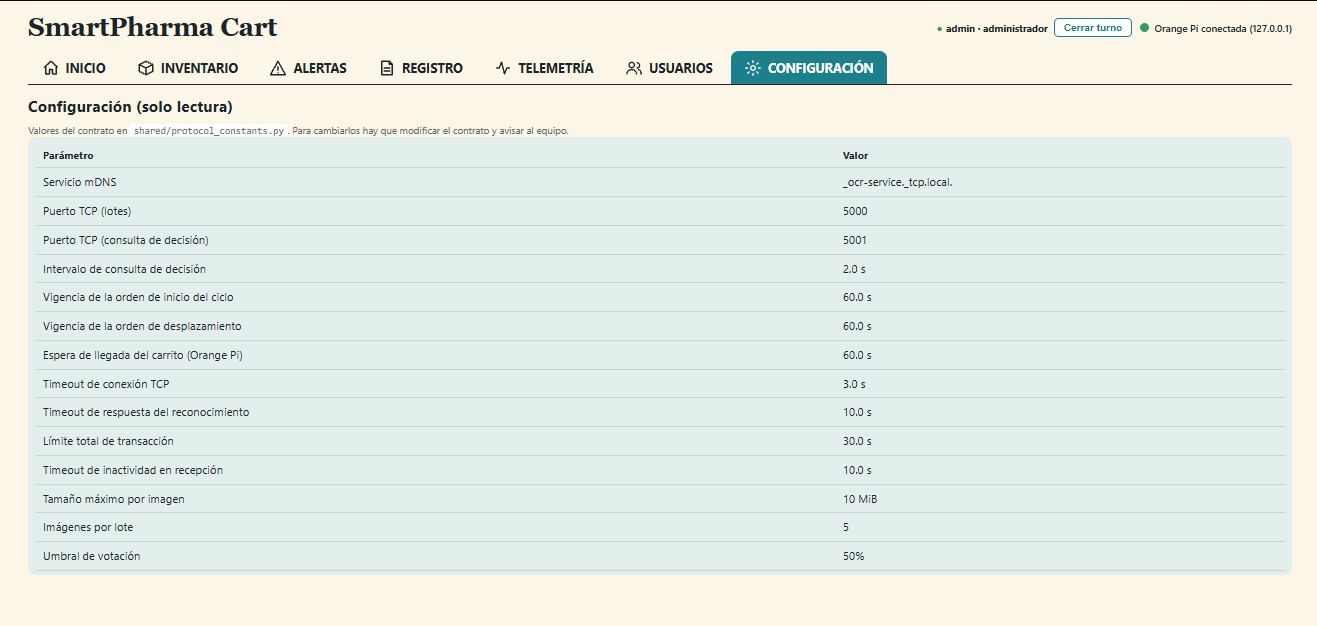 SmartPharma Cart
• admin · administrador Cerrar turno Orange Pi conectada (127.0.0.1)
INICIO INVENTARIO ALERTAS REGISTRO TELEMETRÍA USUARIOS CONFIGURACIÓN
Configuración (solo lectura)
Valores del contrato en shared/protocol_constants.py . Para cambiarlos hay que modificar el contrato y avisar al equipo.
Parámetro Valor
Servicio mDNS _ocr-service._tcp.local.
Puerto TCP (lotes) 5000
Puerto TCP (consulta de decisión) 5001
Intervalo de consulta de decisión 2.0 s
Vigencia de la orden de inicio del ciclo 60.0 s
Vigencia de la orden de desplazamiento 60.0 s
Espera de llegada del carrito (Orange Pi) 60.0 s
Timeout de conexión TCP 3.0 s
Timeout de respuesta del reconocimiento 10.0 s
Límite total de transacción 30.0 s
Timeout de inactividad en recepción 10.0 s
Tamaño máximo por imagen 10 MiB
Imágenes por lote 5
Umbral de votación 50%